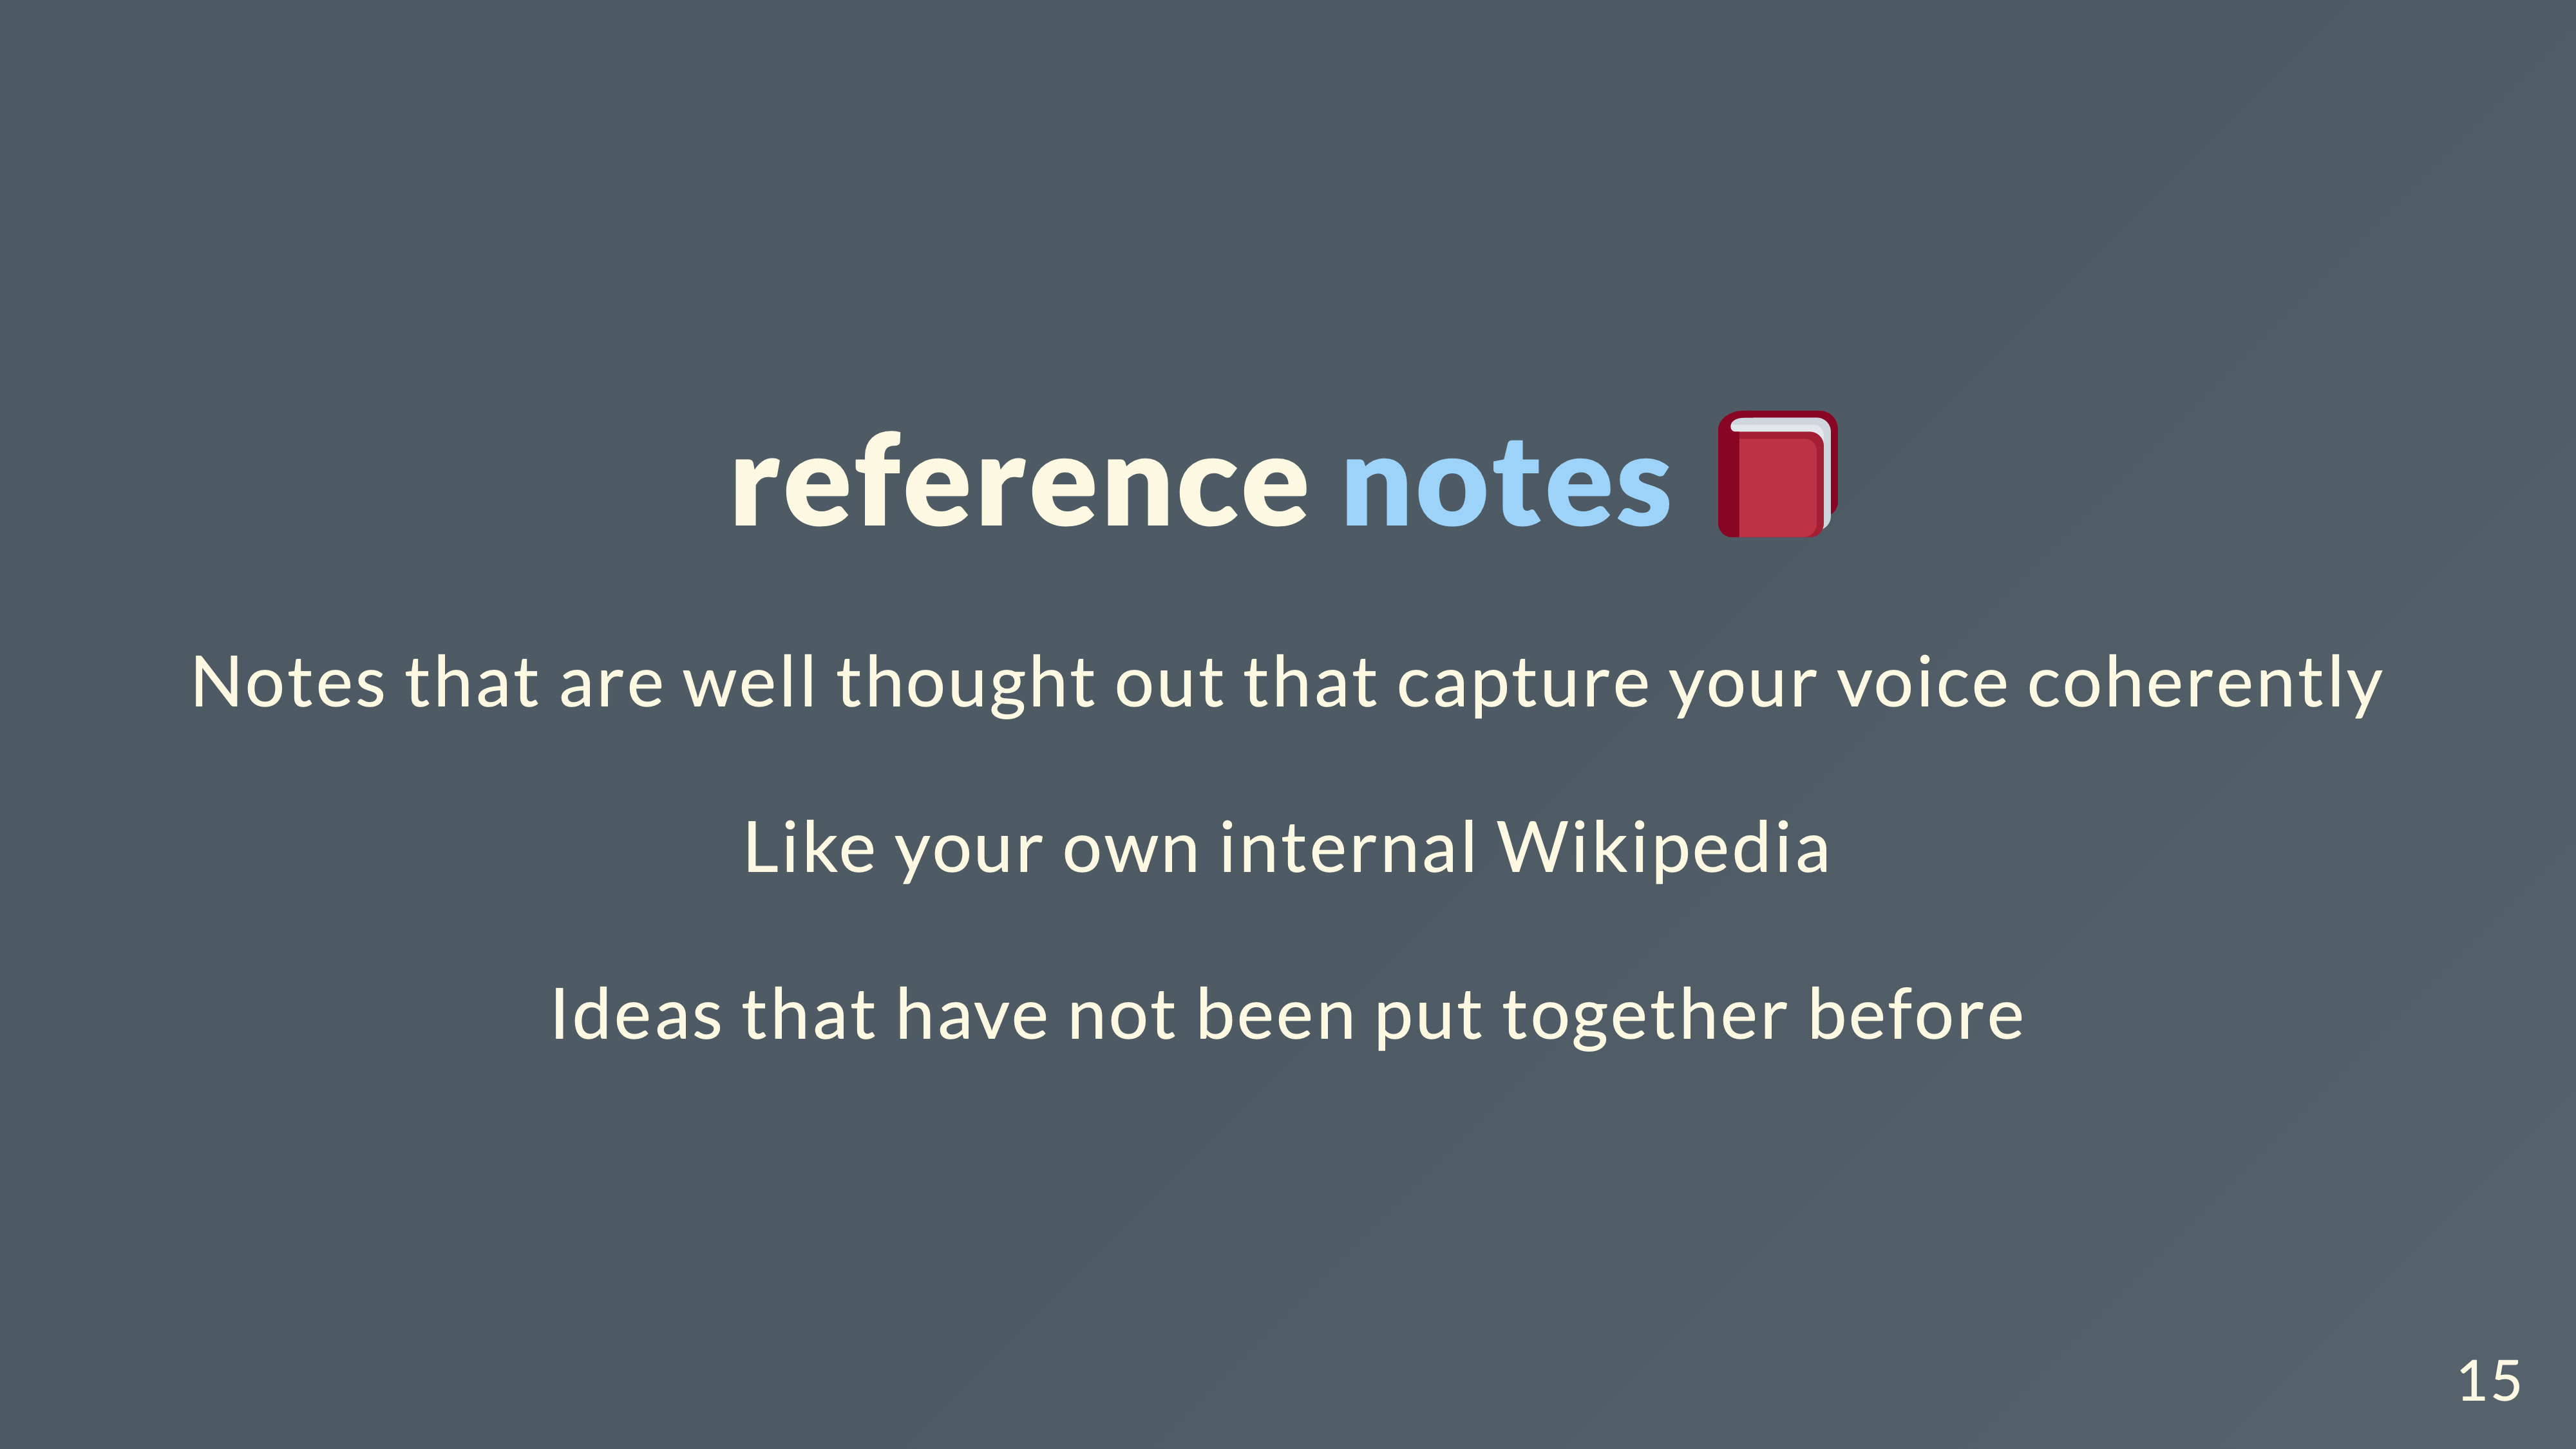 reference notes
Notes that are well thought out that capture your voice coherently
Like your own internal Wikipedia
Ideas that have not been put together before
15